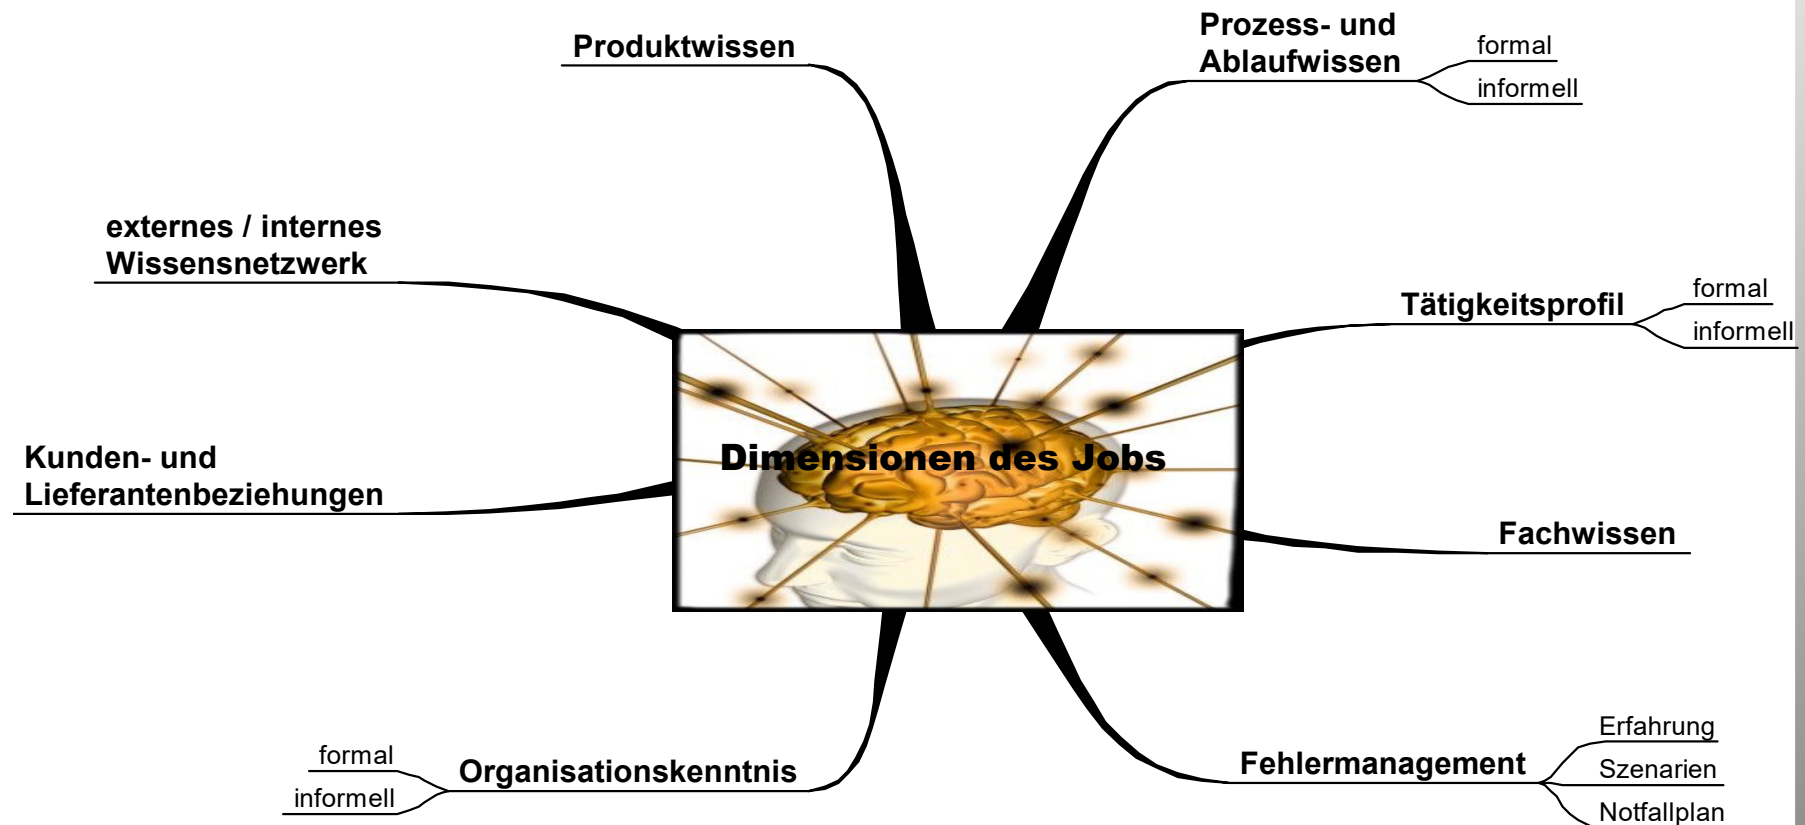 Produktwissen
Prozess- und
Ablaufwissen
formal
informell
externes / internes
Wissensnetzwerk
Tätigkeitsprofil
formal
informell
Dimensionen des Jobs
Kunden- und
Lieferantenbeziehungen
Fachwissen
formal
informell
Organisationskenntnis
Fehlermanagement
Erfahrung
Szenarien
Notfallplan